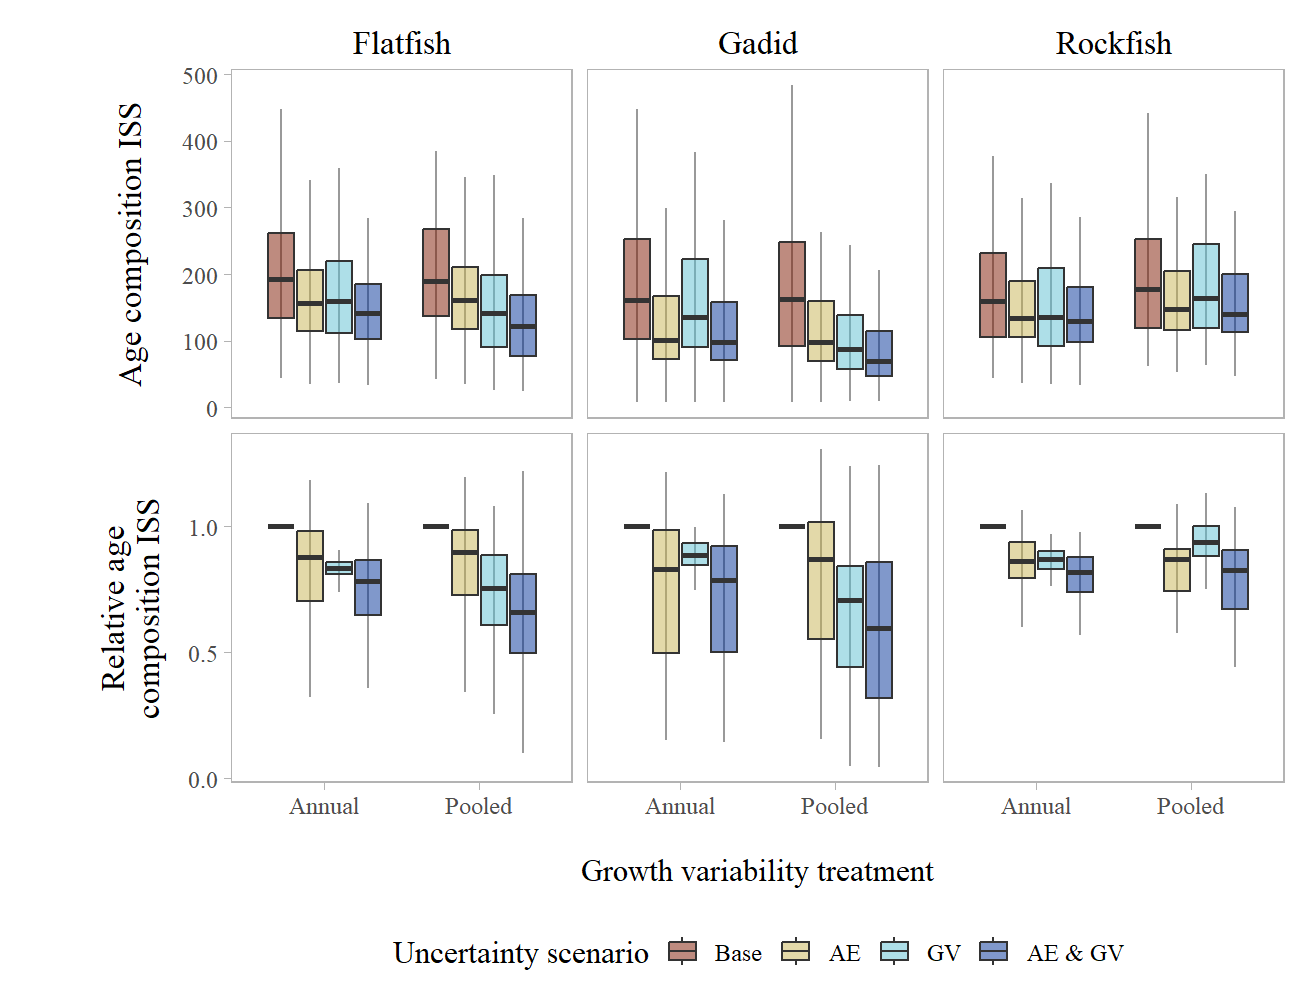 Flatfish Gadid Rockfish
Age composition ISS
500
400
300
200
100
0
Relative age
composition ISS
1.0
0.5
0.0
Annual Pooled Annual Pooled Annual Pooled
Growth variability treatment
Uncertainty scenario Base AE GV AE & GV